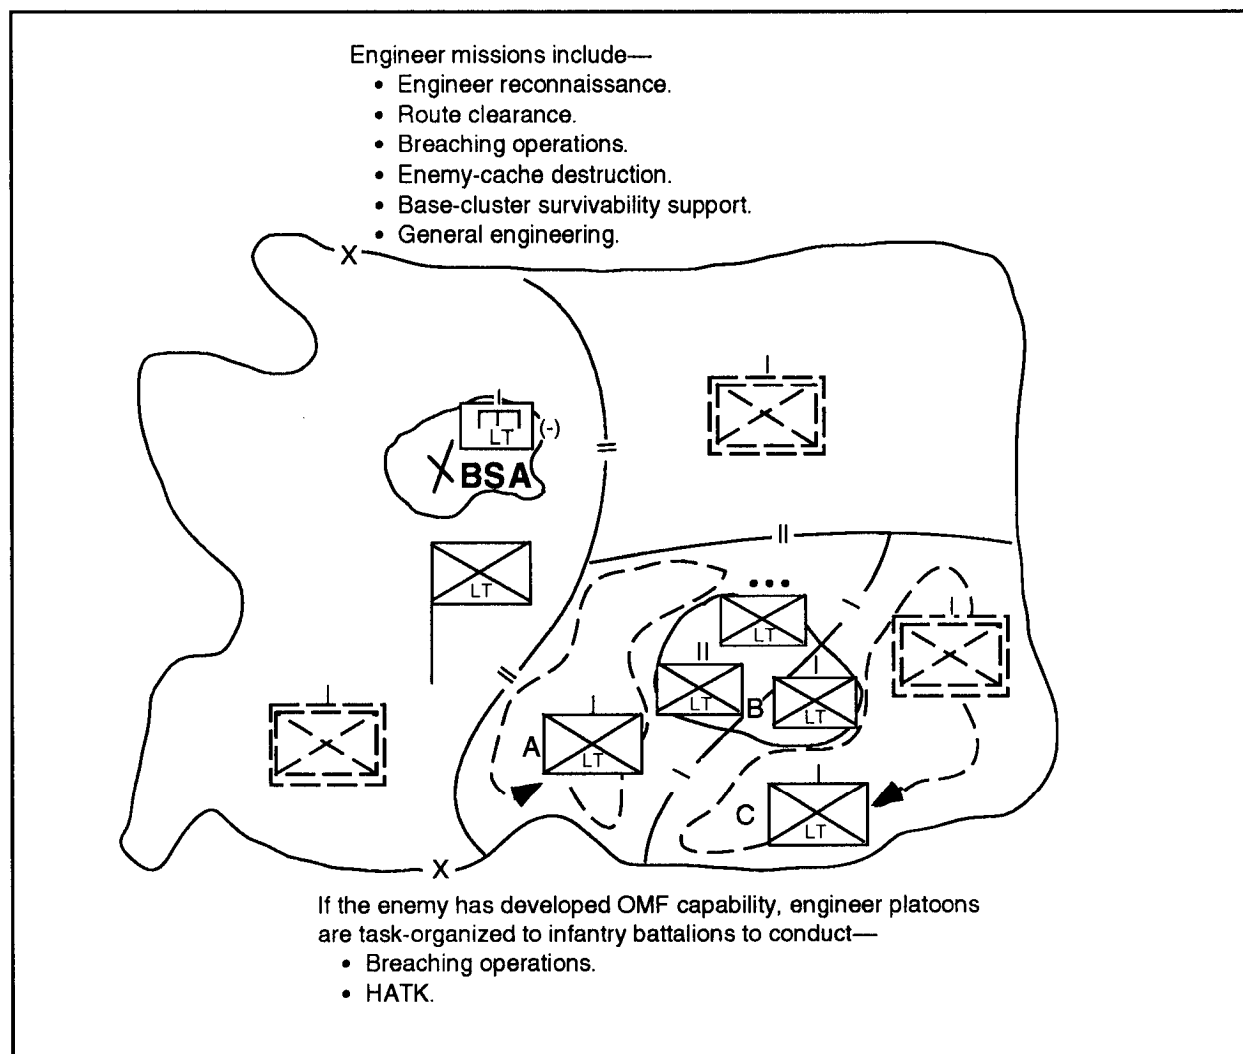 Engineer missions include—
• Engineer reconnaissance.
• Route clearance.
• Breaching operations.
• Enemy-cache destruction.
• Base-cluster survivability support.
• General engineering.
X
I
I
LT
(-)
BSA
II
II
LT
•••
I
LT
I
II
II
I
LT
B
LT
I
I
A
LT
I
I
C
LT
X
If the enemy has developed OMF capability, engineer platoons
are task-organized to infantry battalions to conduct—
• Breaching operations.
• HATK.